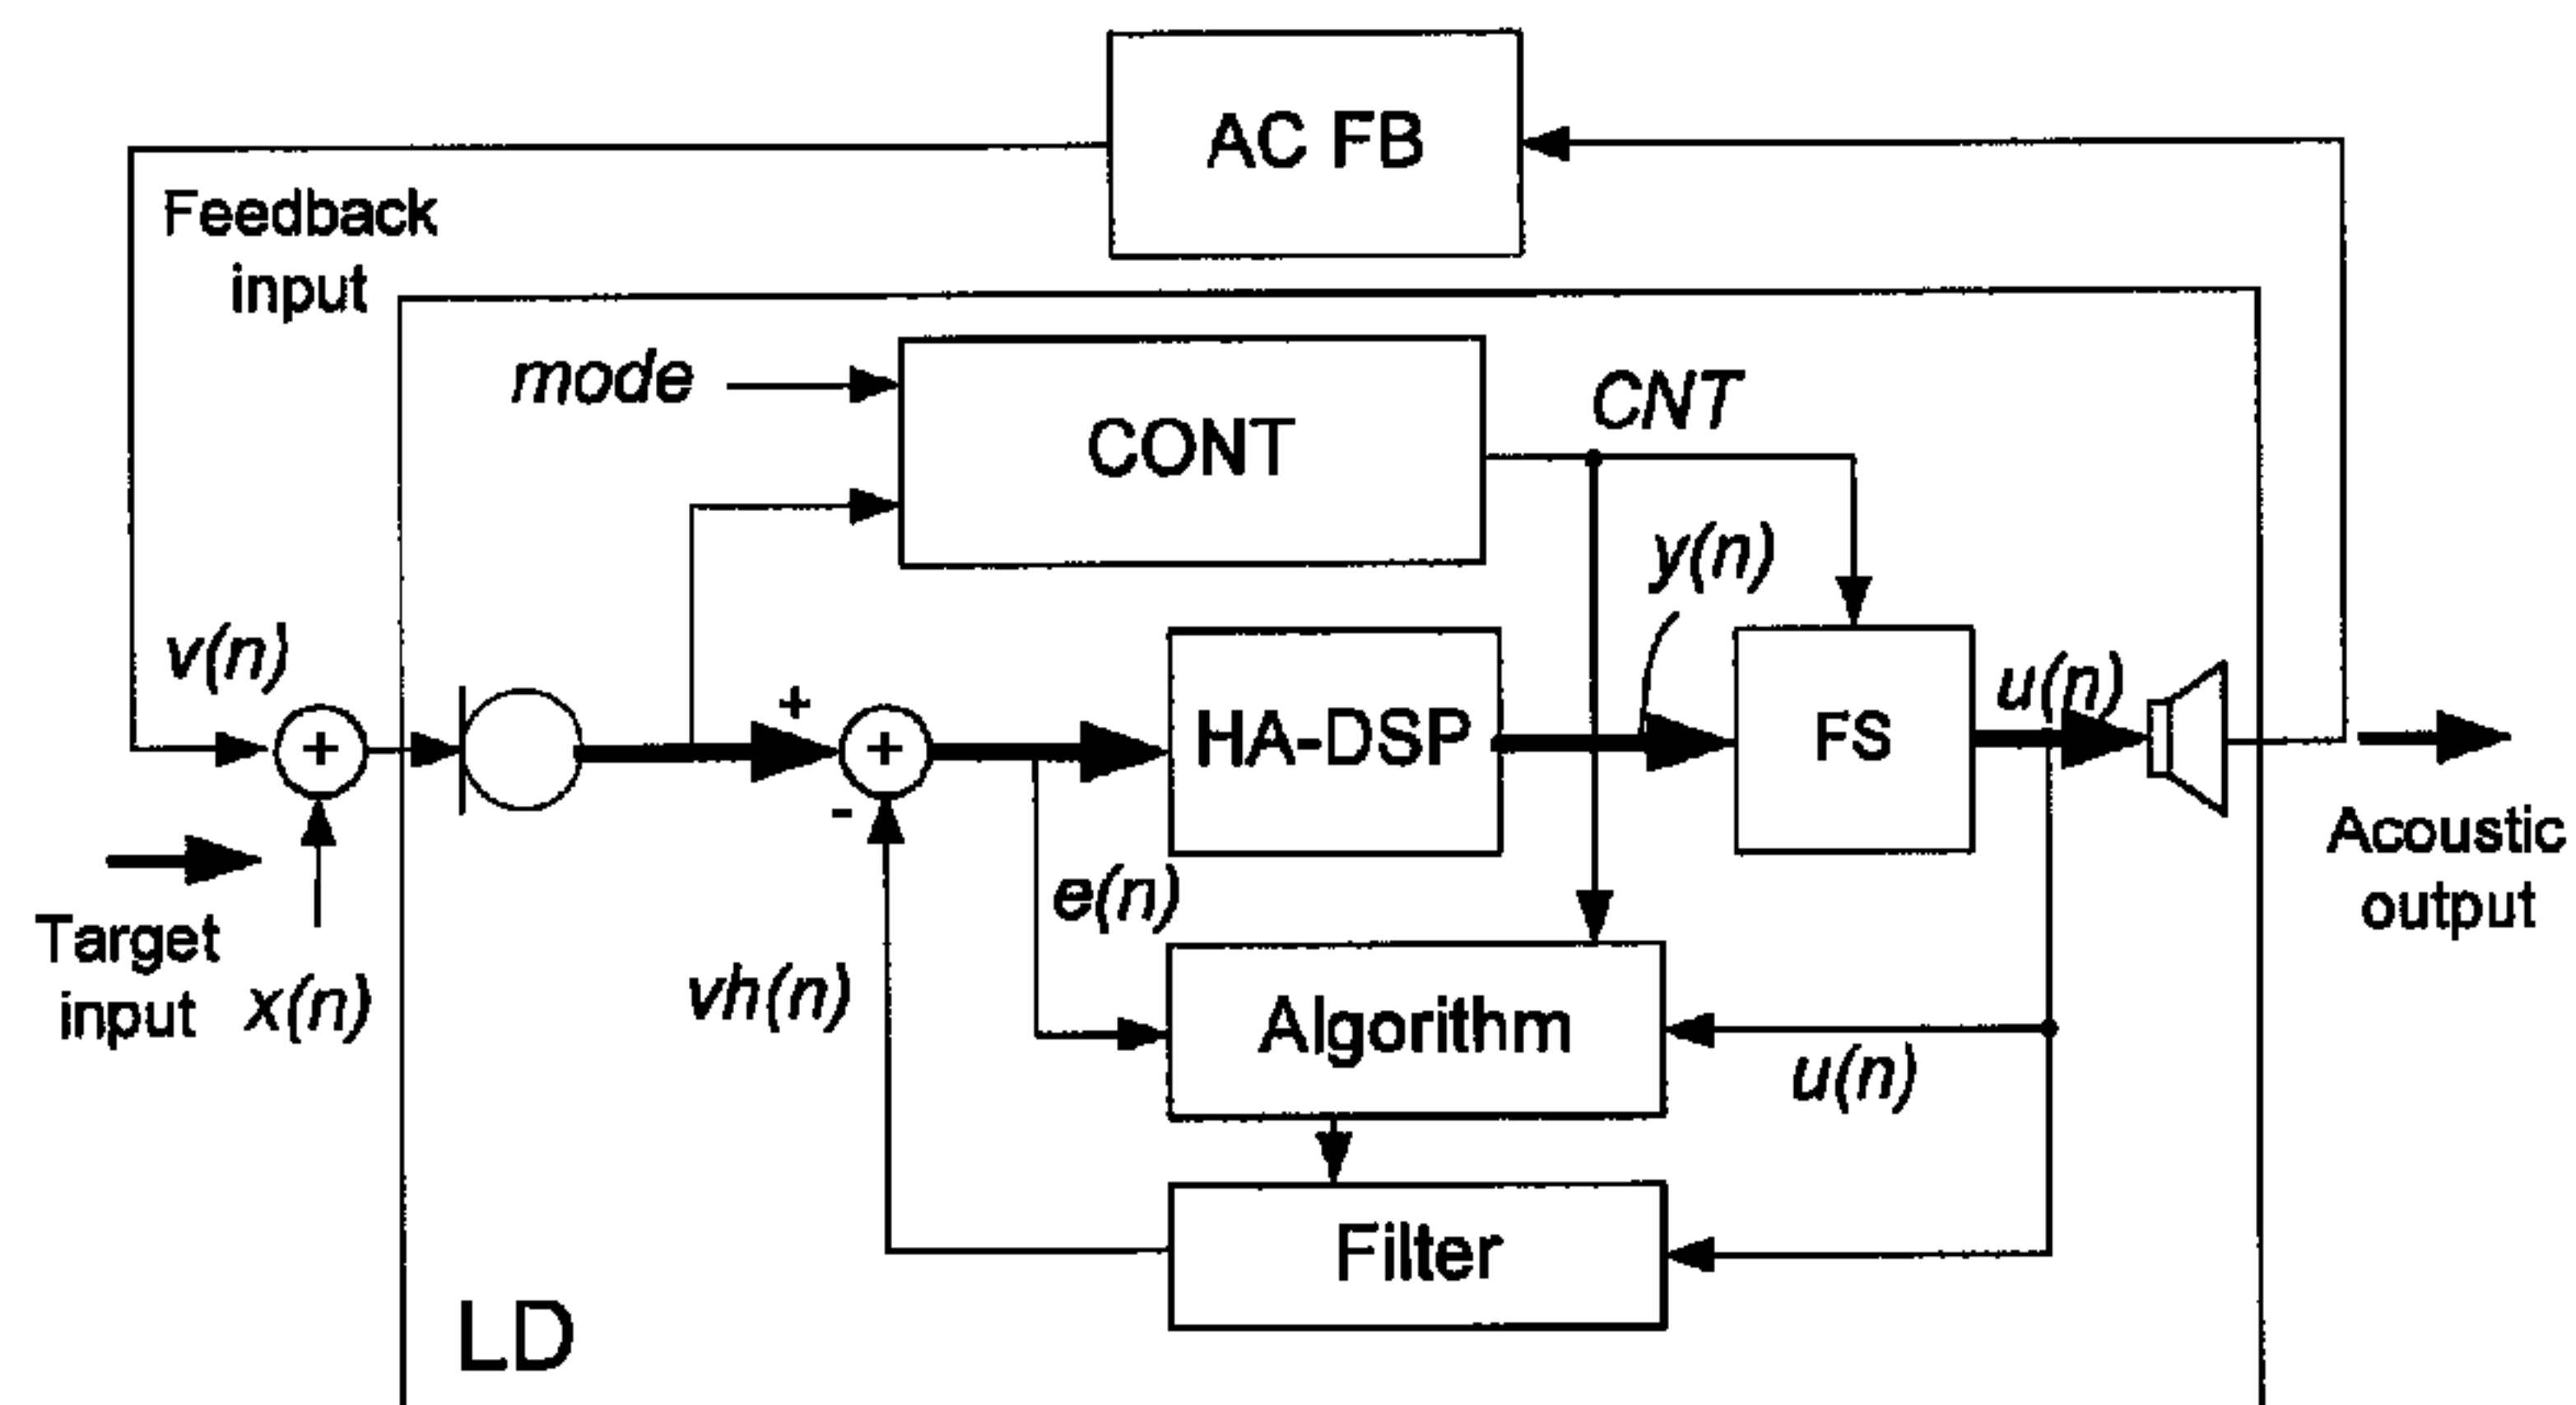 AC FB
Feedback
input
mode
CONT
CNT
y(n)
v(n)
+
+
+
HA-DSP
FS
u(n)
-
Target
input
x(n)
e(n)
vh(n)
Algorithm
u(n)
Acoustic
output
Filter
LD